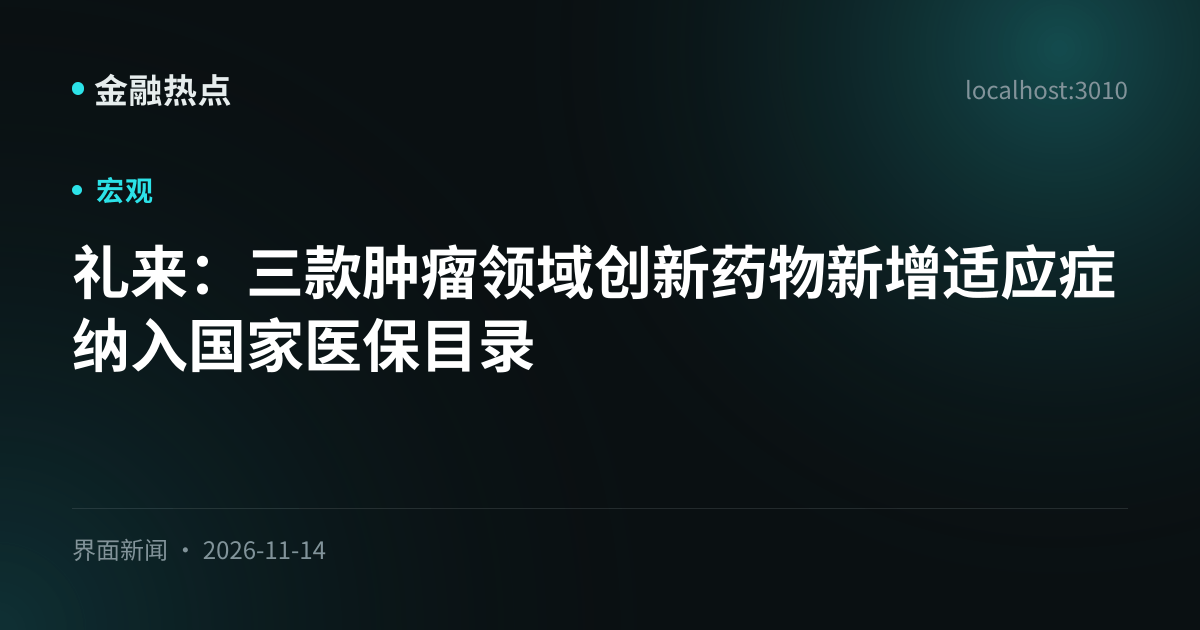 金融热点
localhost:3010
宏观
礼来：三款肿瘤领域创新药物新增适应症
纳入国家医保目录
界面新闻 • 2026-11-14